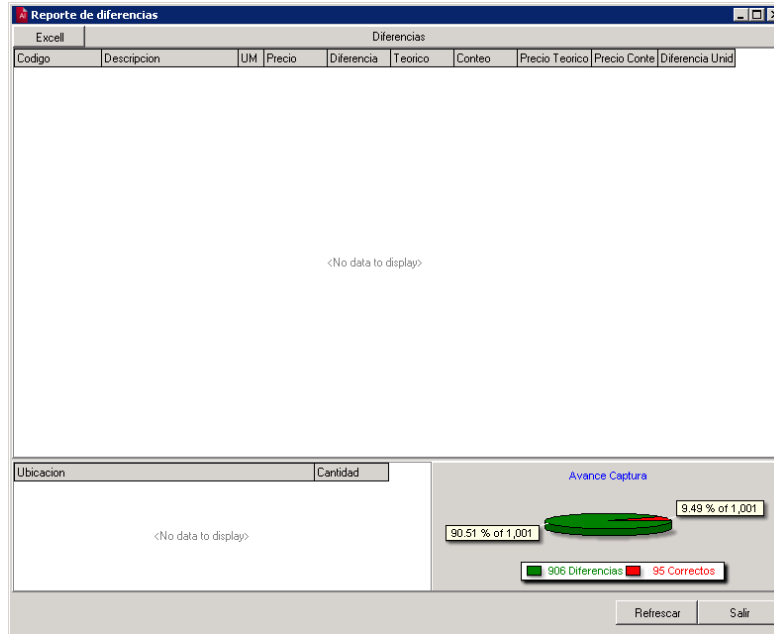 Reporte de diferencias
Excell
Diferencias
Codigo Descripcion UM Precio Diferencia Teorico Conteo Precio Teorico Precio Conte Diferencia Unid
<No data to display>
Ubicacion Cantidad
<No data to display>
Avance Captura
9.49 % of 1,001
90.51 % of 1,001
906 Diferencias 95 Correctos
Refrescar Salir